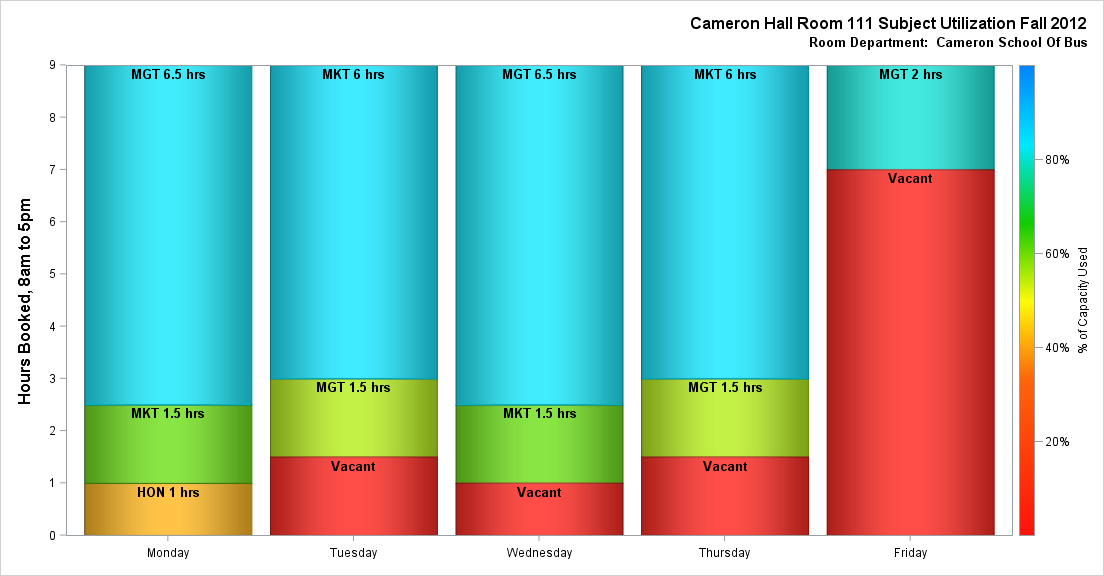 Cameron Hall Room 111 Subject Utilization Fall 2012
Room Department:  Cameron School Of Bus
Hours Booked, 8am to 5pm
9
8
7
6
5
4
3
2
1
0
MGT 6.5 hrs
MKT 1.5 hrs
HON 1 hrs
MKT 6 hrs
MGT 1.5 hrs
Vacant
MGT 6.5 hrs
MKT 1.5 hrs
Vacant
MKT 6 hrs
MGT 1.5 hrs
Vacant
MGT 2 hrs
Vacant
Monday
Tuesday
Wednesday
Thursday
Friday
80%
60%
40%
20%
% of Capacity Used